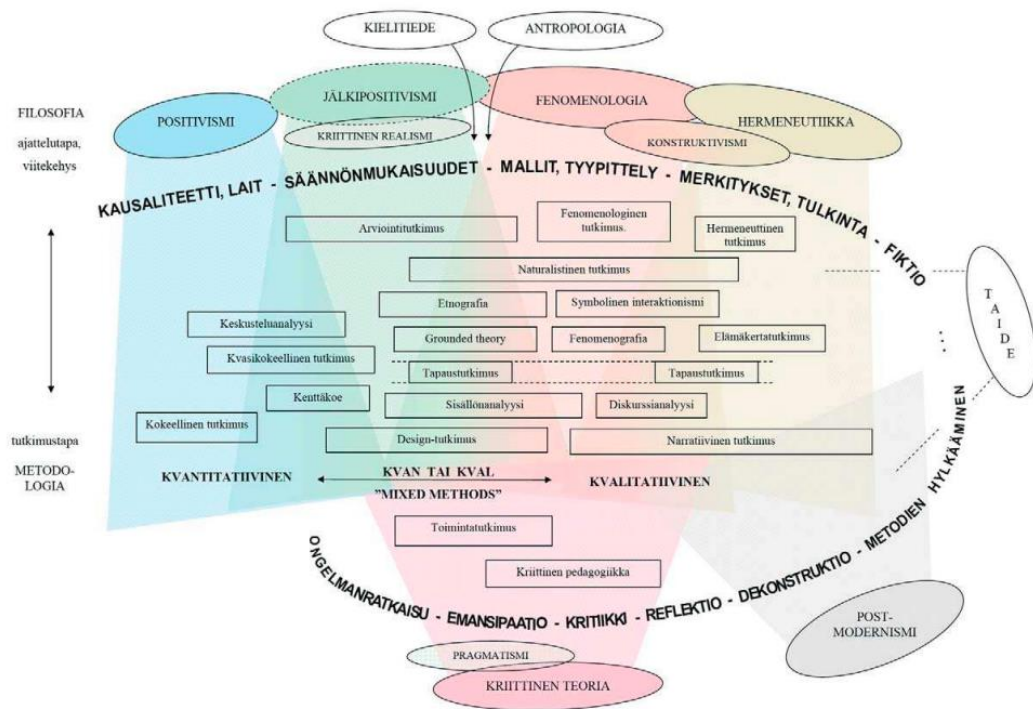 KIELITIEDE
ANTROPOLOGIA
JÄLKIPOSITIVISMI
FENOMENOLOGIA
FILOSOFIA
ajattelutapa,
viitekehys
POSITIVISMI
KRIITTINEN REALISMI
KONSTRUKTIVISMI
HERMENEUTIIKKA
KAUSALITEETTI, LAIT - SÄÄNNÖNMUKAISUUDET - MALLIT, TYYPITTELY - MERKITYKSET, TULKINTA - FIKTIO
Arviointitutkimus
Fenomenologinen
tutkimus.
Hermeneuttinen
tutkimus
Naturalistinen tutkimus
TAIDE
Etnografia
Symbolinen interaktionismi
Keskusteluanalyysi
Grounded theory
Fenomenografia
Elämäkertatutkimus
...
Kvasikokeellinen tutkimus
Tapaustutkimus
Tapaustutkimus
Kenttäkoe
Sisällönanalyysi
Diskurssianalyysi
Kokeellinen tutkimus
Design-tutkimus
Narratiivinen tutkimus
tutkimustapa
METODO-
LOGIA
KVANTITATIIVINEN
KVAN TAI KVAL
"MIXED METHODS"
KVALITATIIVINEN
Toimintatutkimus
Kriittinen pedagogiikka
ONGELMANRATKAISU - EMANSIPAATIO - KRITIIKKI - REFLEKTIO - DEKONSTRUKTIO - METODIEN HYLKÄÄMINEN
POST-
MODERNISMI
PRAGMATISMI
KRIITTINEN TEORIA